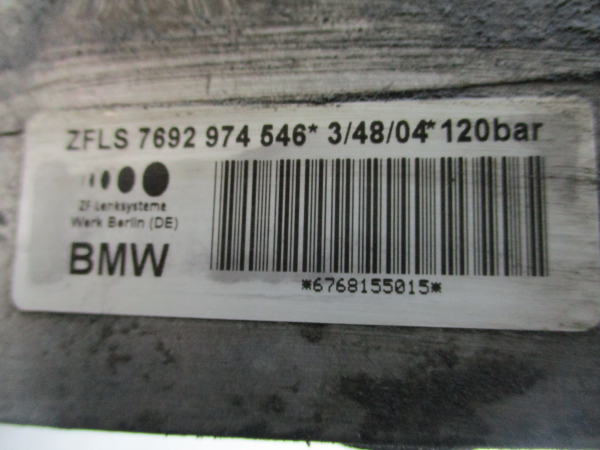 ZFLS 7692 974 546* 3/48/04*120bar
ZF-Lenksysteme
Werk Berlin (DE)
BMW
*6768155015*